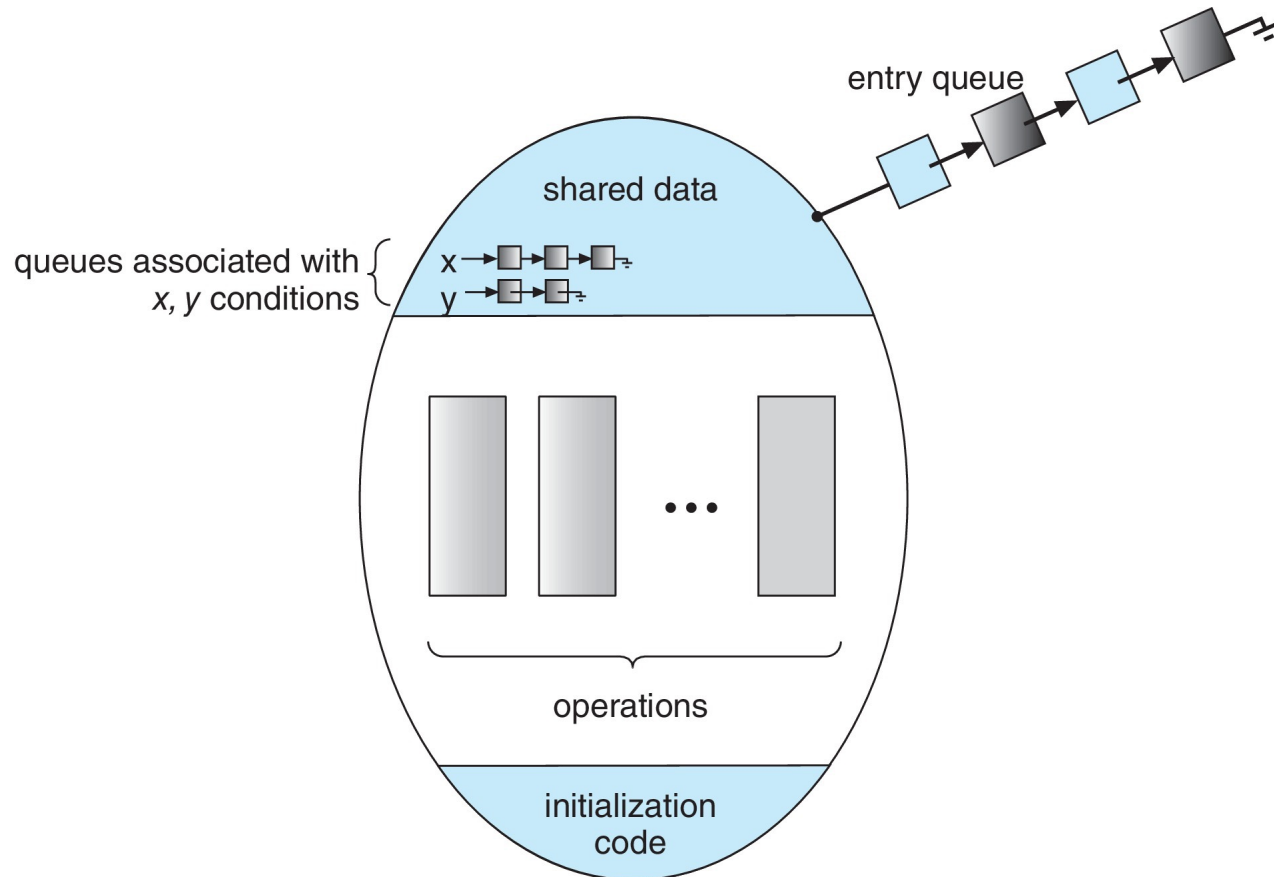 entry queue
shared data
queues associated with
x, y conditions
x
y
...
operations
initialization
code